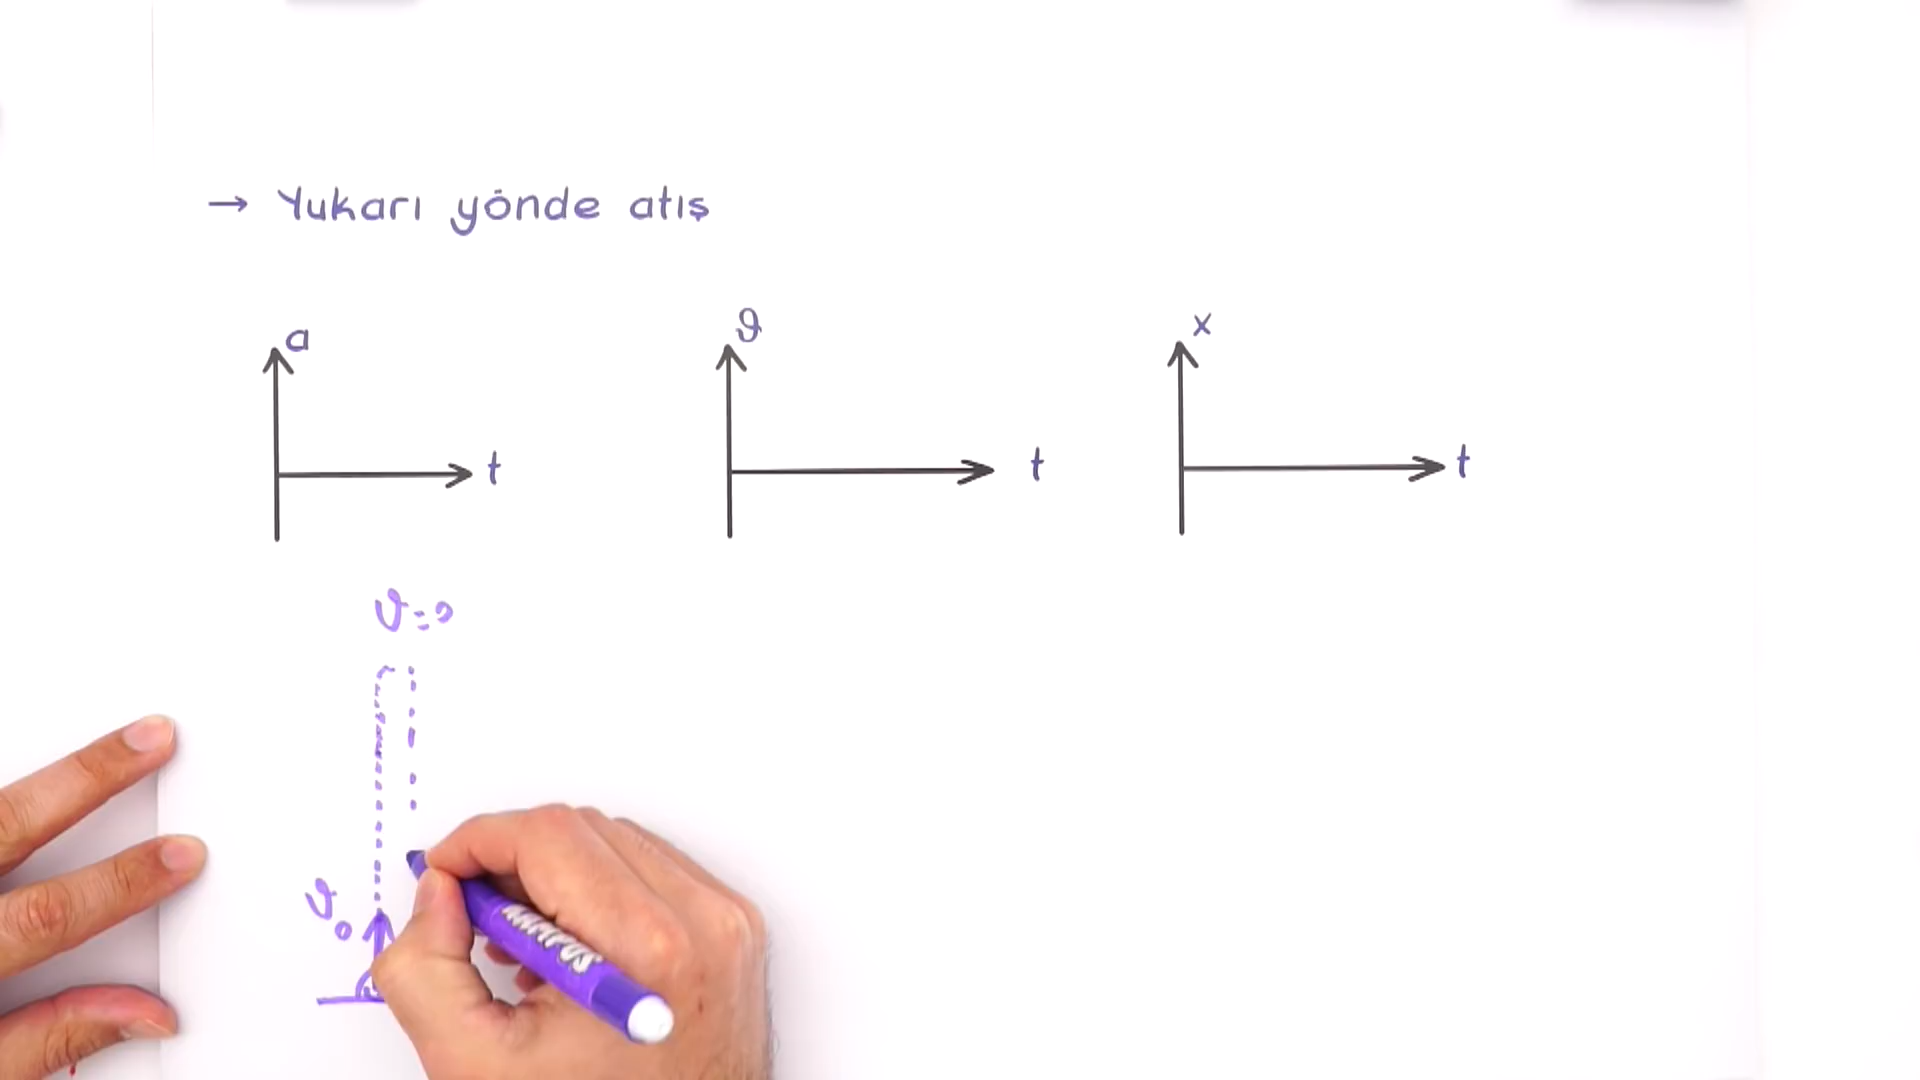 → Yukarı yönde atış
a
t
ϑ
t
x
t
ϑ=0
ϑ₀